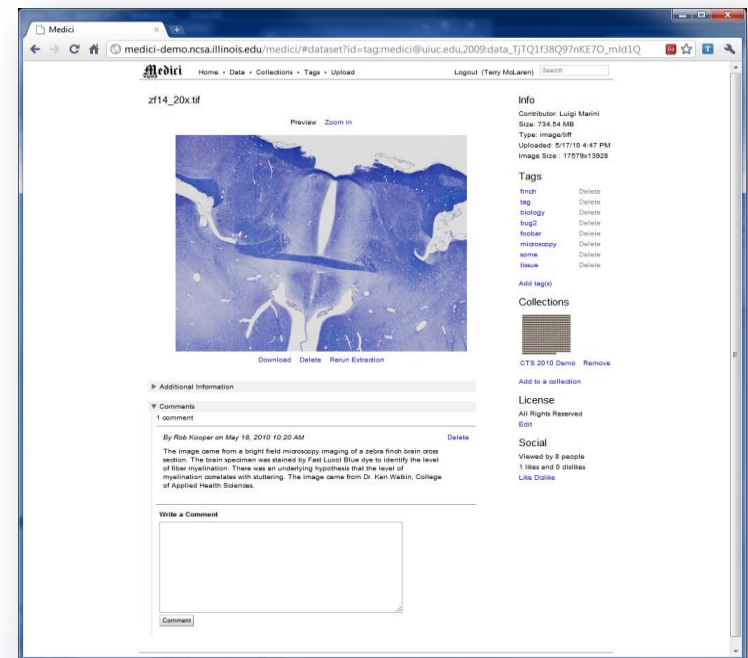 Medici
medici-demo.ncsa.illinois.edu/medici/#dataset?id=tag:medici@uiuc.edu,2009:data_TjTQ1f38Q97nKE7O_mJd1Q
Medici Home • Data • Collections • Tags • Upload Logout (Terry McLaren) Search
zf14_20x.tif
Preview Zoom in
Download Delete Rerun Extraction
Additional Information
Comments
1 comment
By Rob Kooper on May 18, 2010 10:20 AM Delete
The image came from a bright field microscopy imaging of a zebra finch brain cross
section. The brain specimen was stained by Fast Luxol Blue dye to identify the level
of fiber myelination. There was an underlying hypothesis that the level of
myelination correlates with stuttering. The image came from Dr. Ken Watkin, College
of Applied Health Sciences.
Write a Comment
Comment
Info
Contributor: Luigi Marini
Size: 734.54 MB
Type: image/tiff
Uploaded: 5/17/10 4:47 PM
Image Size : 17579x13928
Tags
finch Delete
tag Delete
biology Delete
bug2 Delete
foobar Delete
microscopy Delete
some Delete
tissue Delete
Add tag(s)
Collections
CTS 2010 Demo Remove
Add to a collection
License
All Rights Reserved
Edit
Social
Viewed by 8 people
1 likes and 0 dislikes
Like Dislike